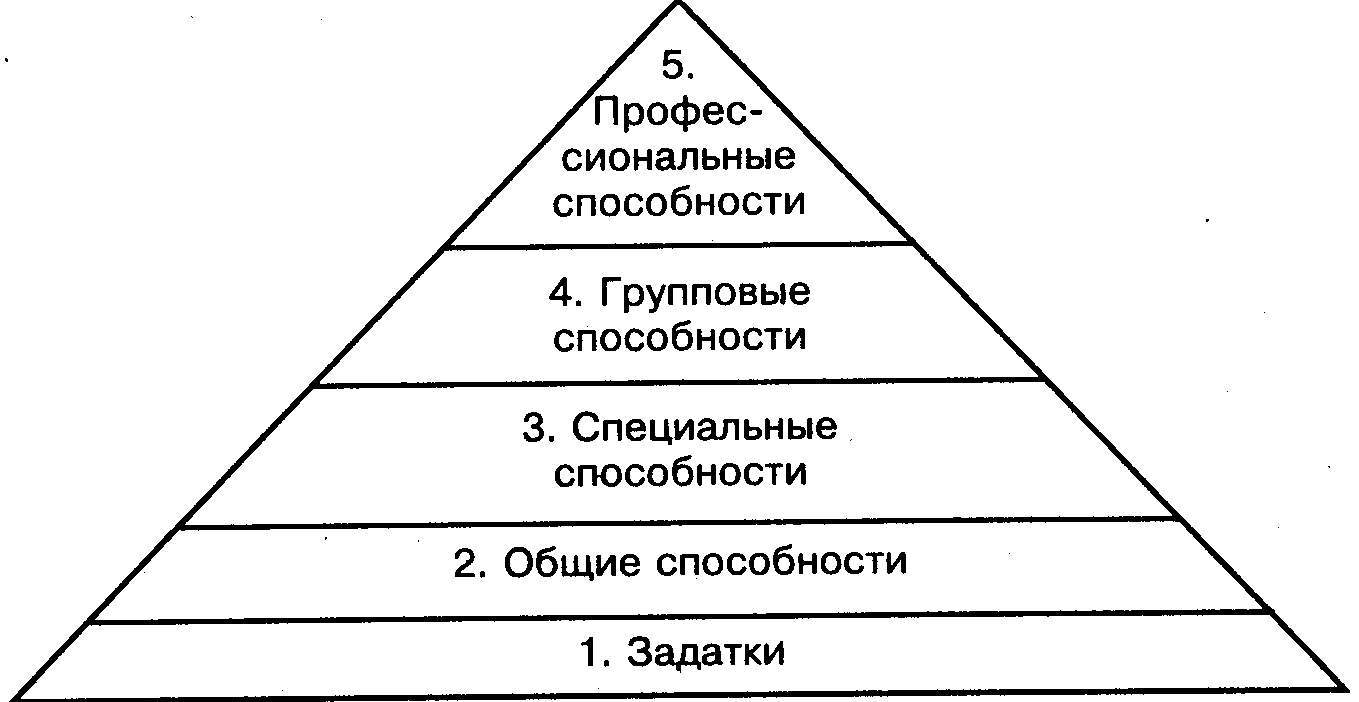 5.
Профес-
сиональные
способности
4. Групповые
способности
3. Специальные
способности
2. Общие способности
1. Задатки